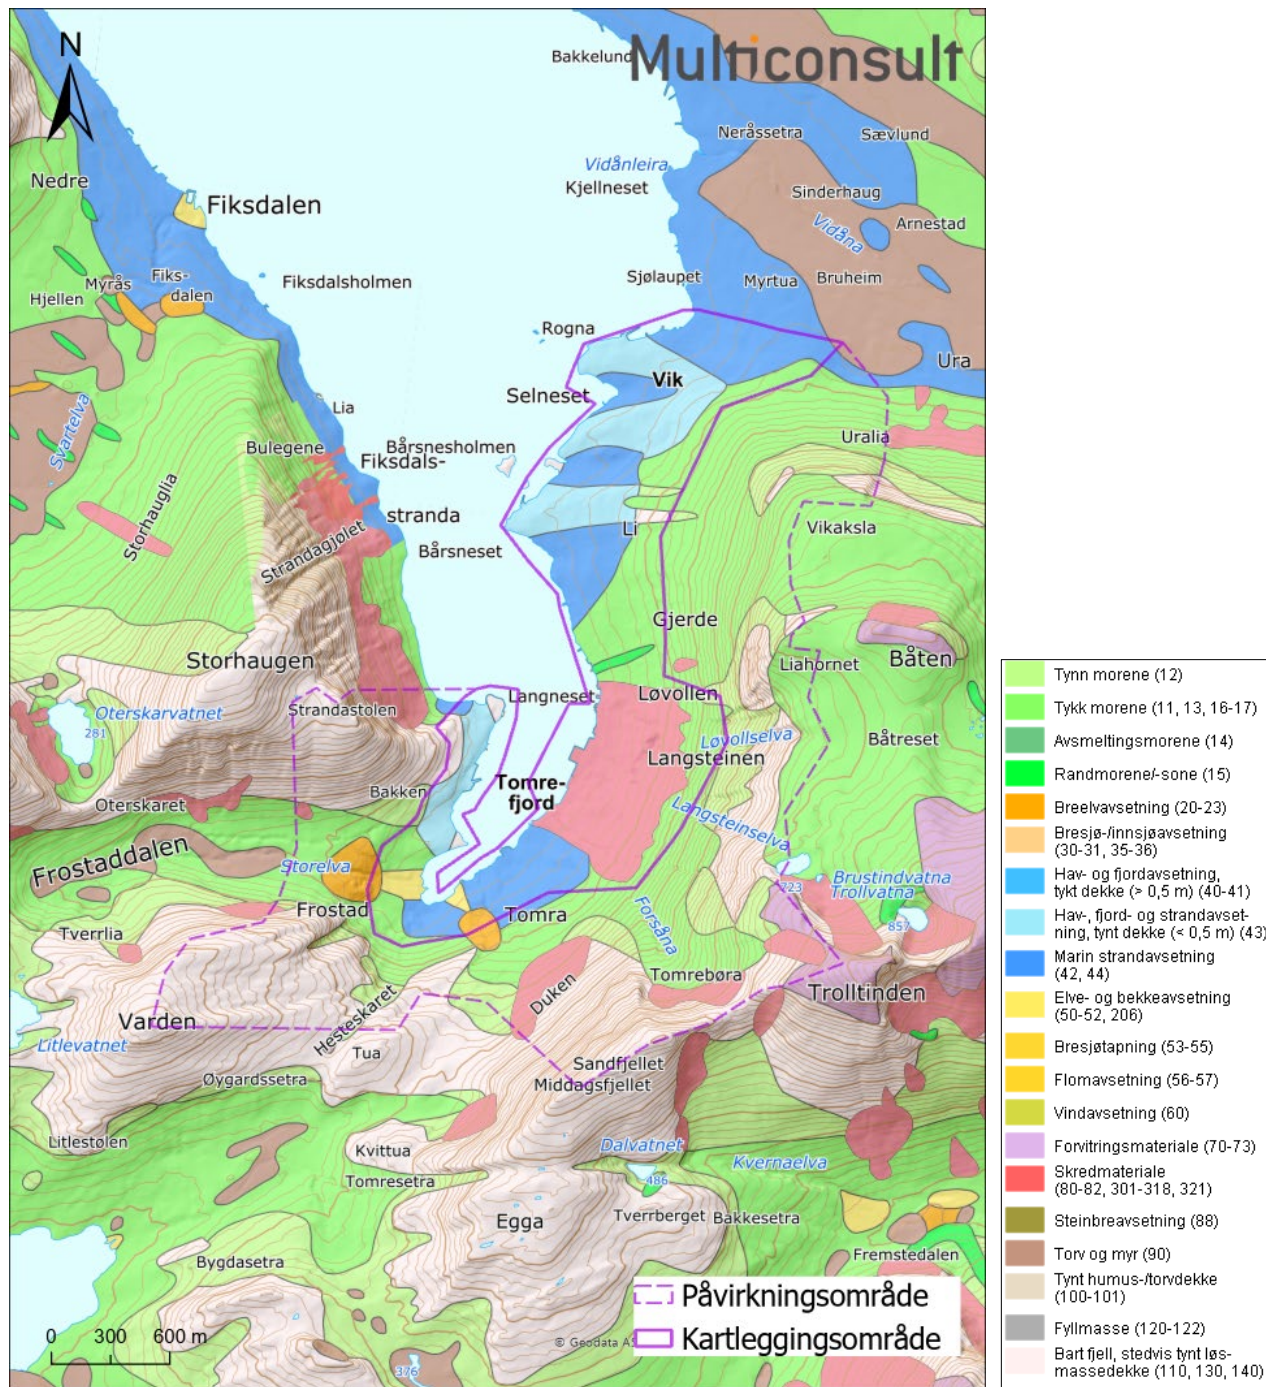 N
Multiconsult
Bakkelund
Neråssetra
Sævlund
Vidånleira
Nedre
Kjellneset
Sinderhaug
Fiksdalen
Vidåna
Arnestad
Fiks-
dalen
Myrås
Hjellen
Fiksdalsholmen
Sjølaupet
Myrtua
Bruheim
Rogna
Ura
Vik
Selneset
Lia
Svartelva
Bulegene
Bårsnesholmen
Fiksdals-
stranda
Uralia
Storhauglia
Strandagjølet
Li
Vikaksla
Bårsneset
Gjerde
Storhaugen
Liahornet
Båten
Langneset
Løvollen
Strandastolen
Oterskarvatnet
281
Løvollselva
Båtreset
Langsteinen
Bakken
Tomre-
fjord
Oterskaret
Langsteinselva
Frostaddalen
Storelva
Brustindvatna
Trollvatna
723
857
Frostad
Tomra
Forsåna
Tverrlia
Tomrebøra
Duken
Trolltinden
Varden
Hesteskaret
Litlevatnet
Tua
Sandfjellet
Middagsfjellet
Øygardssetra
Litlestølen
Kvittua
Dalvatnet
Kvernaelva
Tomresetra
486
Egga
Tverrberget
Bakkesetra
Bygdasetra
Fremstedalen
0 300 600 m
376
© Geodata A
Påvirkningsområde
Kartleggingsområde
Tynn morene (12)
Tykk morene (11, 13, 16-17)
Avsmeltingsmorene (14)
Randmorene/-sone (15)
Breelvavsetning (20-23)
Bresjø-/innsjøavsetning
(30-31, 35-36)
Hav- og fjordavsetning,
tykt dekke (> 0,5 m) (40-41)
Hav-, fjord- og strandavset-
ning, tynt dekke (< 0,5 m) (43)
Marin strandavsetning
(42, 44)
Elve- og bekkeavsetning
(50-52, 206)
Bresjøtapning (53-55)
Flomavsetning (56-57)
Vindavsetning (60)
Forvitringsmateriale (70-73)
Skredmateriale
(80-82, 301-318, 321)
Steinbreavsetning (88)
Torv og myr (90)
Tynt humus-/torvdekke
(100-101)
Fyllmasse (120-122)
Bart fjell, stedvis tynt løs-
massedekke (110, 130, 140)